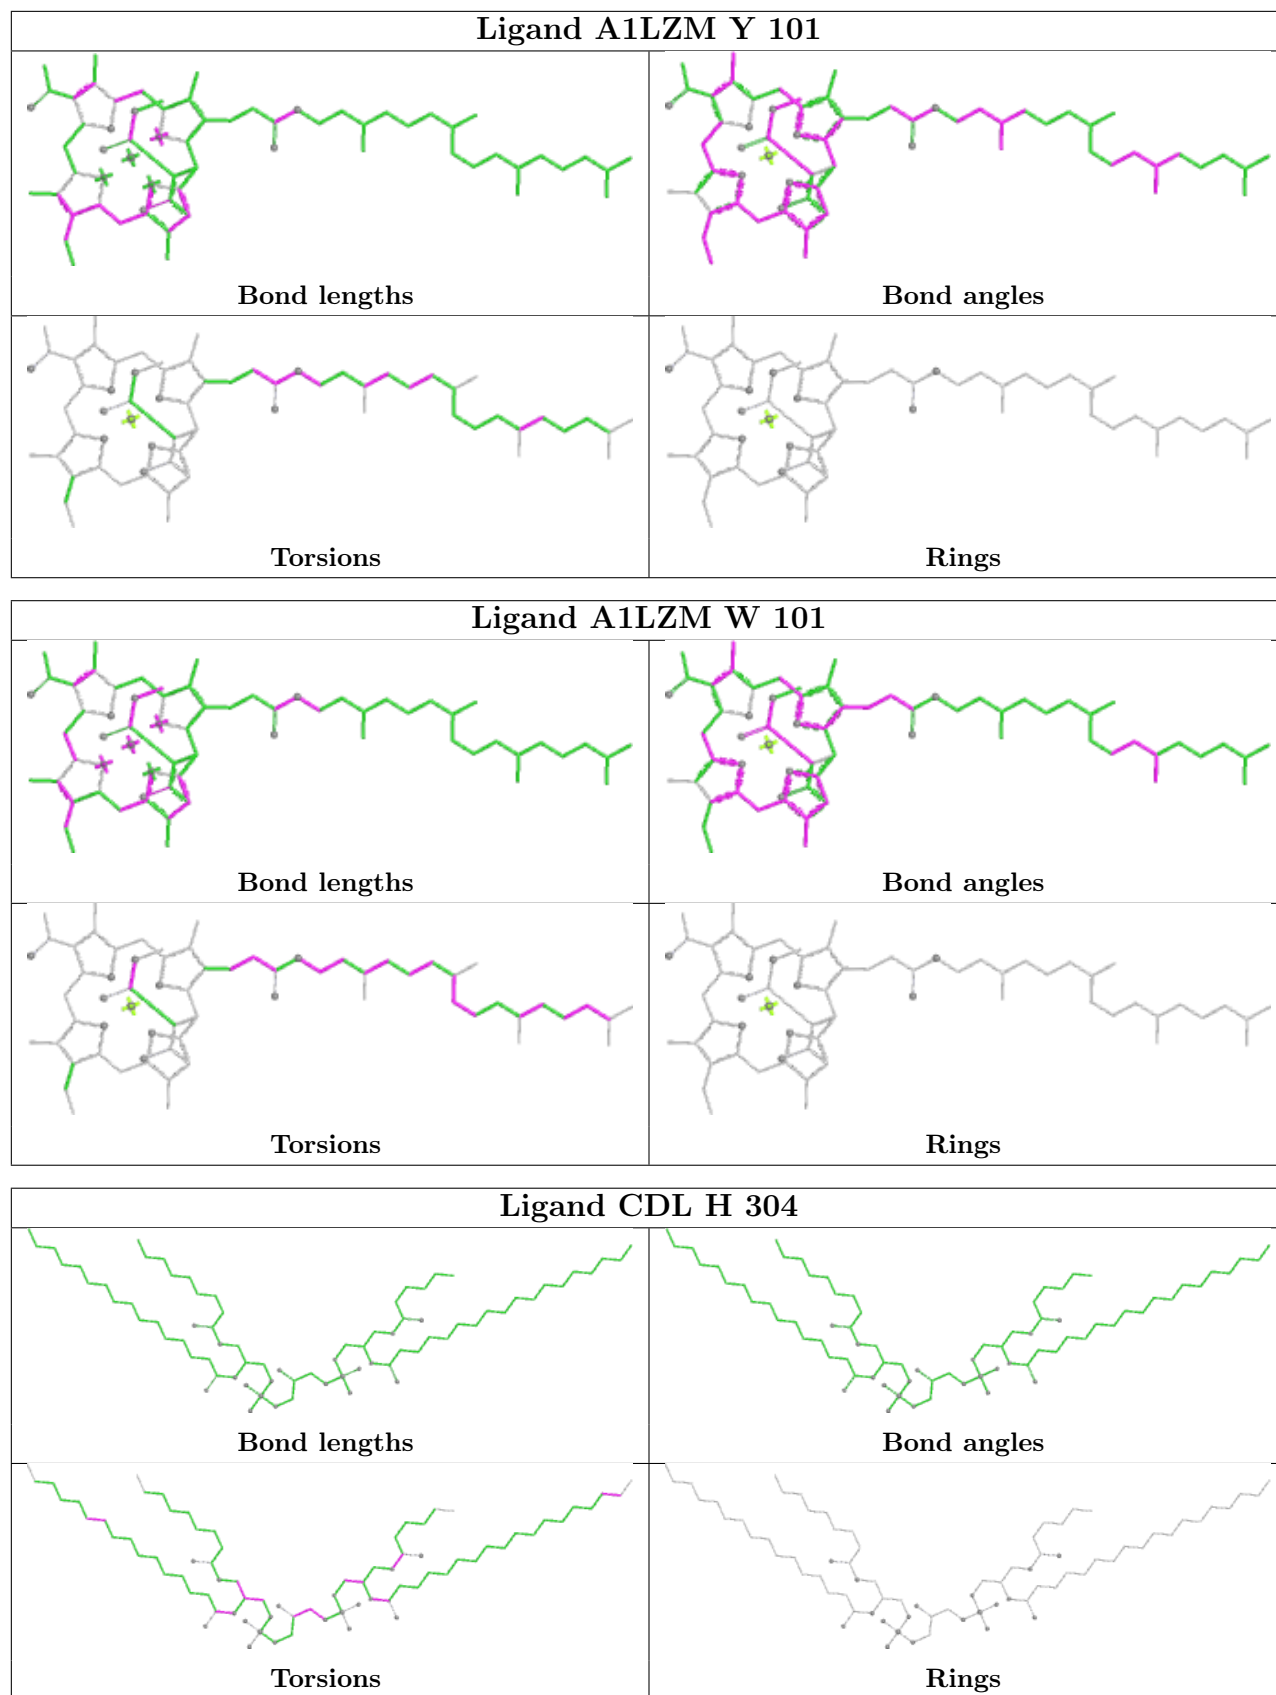 Ligand A1LZM Y 101
Bond lengths
Bond angles
Torsions
Rings
Ligand A1LZM W 101
Bond lengths
Bond angles
Torsions
Rings
Ligand CDL H 304
Bond lengths
Bond angles
Torsions
Rings